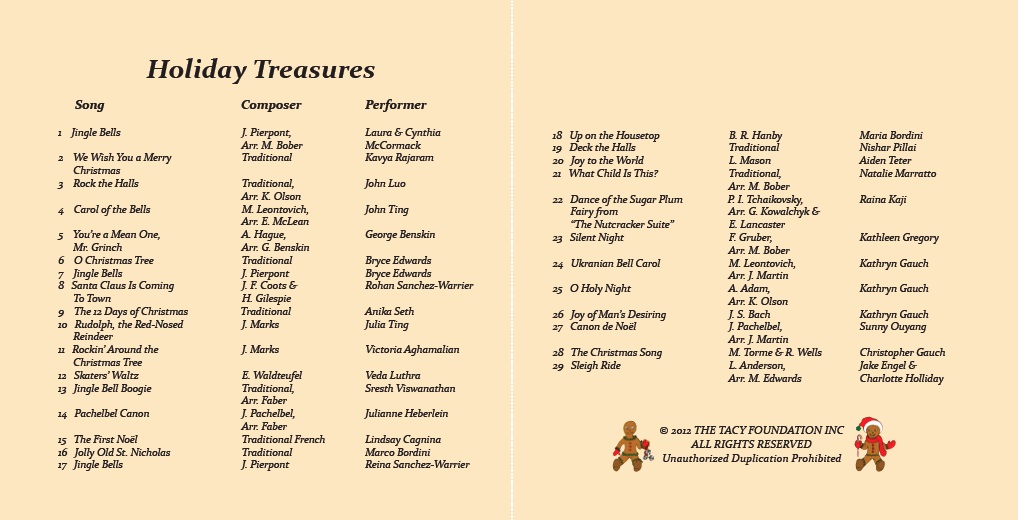 Holiday Treasures
Song Composer Performer
1 Jingle Bells J. Pierpont, Laura & Cynthia
Arr. M. Bober McCormack
2 We Wish You a Merry Traditional Kavya Rajaram
Christmas
3 Rock the Halls Traditional, John Luo
Arr. K. Olson
4 Carol of the Bells M. Leontovich, John Ting
Arr. E. McLean
5 You're a Mean One, A. Hague, George Benskin
Mr. Grinch Arr. G. Benskin
6 O Christmas Tree Traditional Bryce Edwards
7 Jingle Bells J. Pierpont Bryce Edwards
8 Santa Claus Is Coming J. F. Coots & Rohan Sanchez-Warrier
To Town H. Gilespie
9 The 12 Days of Christmas Traditional Anika Seth
10 Rudolph, the Red-Nosed J. Marks Julia Ting
Reindeer
11 Rockin' Around the J. Marks Victoria Aghamalian
Christmas Tree
12 Skaters' Waltz E. Waldteufel Veda Luthra
13 Jingle Bell Boogie Traditional, Sresth Viswanathan
Arr. Faber
14 Pachelbel Canon J. Pachelbel, Julianne Heberlein
Arr. Faber
15 The First Noël Traditional French Lindsay Cagnina
16 Jolly Old St. Nicholas Traditional Marco Bordini
17 Jingle Bells J. Pierpont Reina Sanchez-Warrier
18 Up on the Housetop B. R. Hanby Maria Bordini
19 Deck the Halls Traditional Nishar Pillai
20 Joy to the World L. Mason Aiden Teter
21 What Child Is This? Traditional, Natalie Marratto
Arr. M. Bober
22 Dance of the Sugar Plum P. I. Tchaikovsky, Raina Kaji
Fairy from Arr. G. Kowalchyk &
"The Nutcracker Suite" E. Lancaster
23 Silent Night F. Gruber, Kathleen Gregory
Arr. M. Bober
24 Ukranian Bell Carol M. Leontovich, Kathryn Gauch
Arr. J. Martin
25 O Holy Night A. Adam, Kathryn Gauch
Arr. K. Olson
26 Joy of Man's Desiring J. S. Bach Kathryn Gauch
27 Canon de Noël J. Pachelbel, Sunny Ouyang
Arr. J. Martin
28 The Christmas Song M. Torme & R. Wells Christopher Gauch
29 Sleigh Ride L. Anderson, Jake Engel &
Arr. M. Edwards Charlotte Holliday
© 2012 THE TACY FOUNDATION INC
ALL RIGHTS RESERVED
Unauthorized Duplication Prohibited